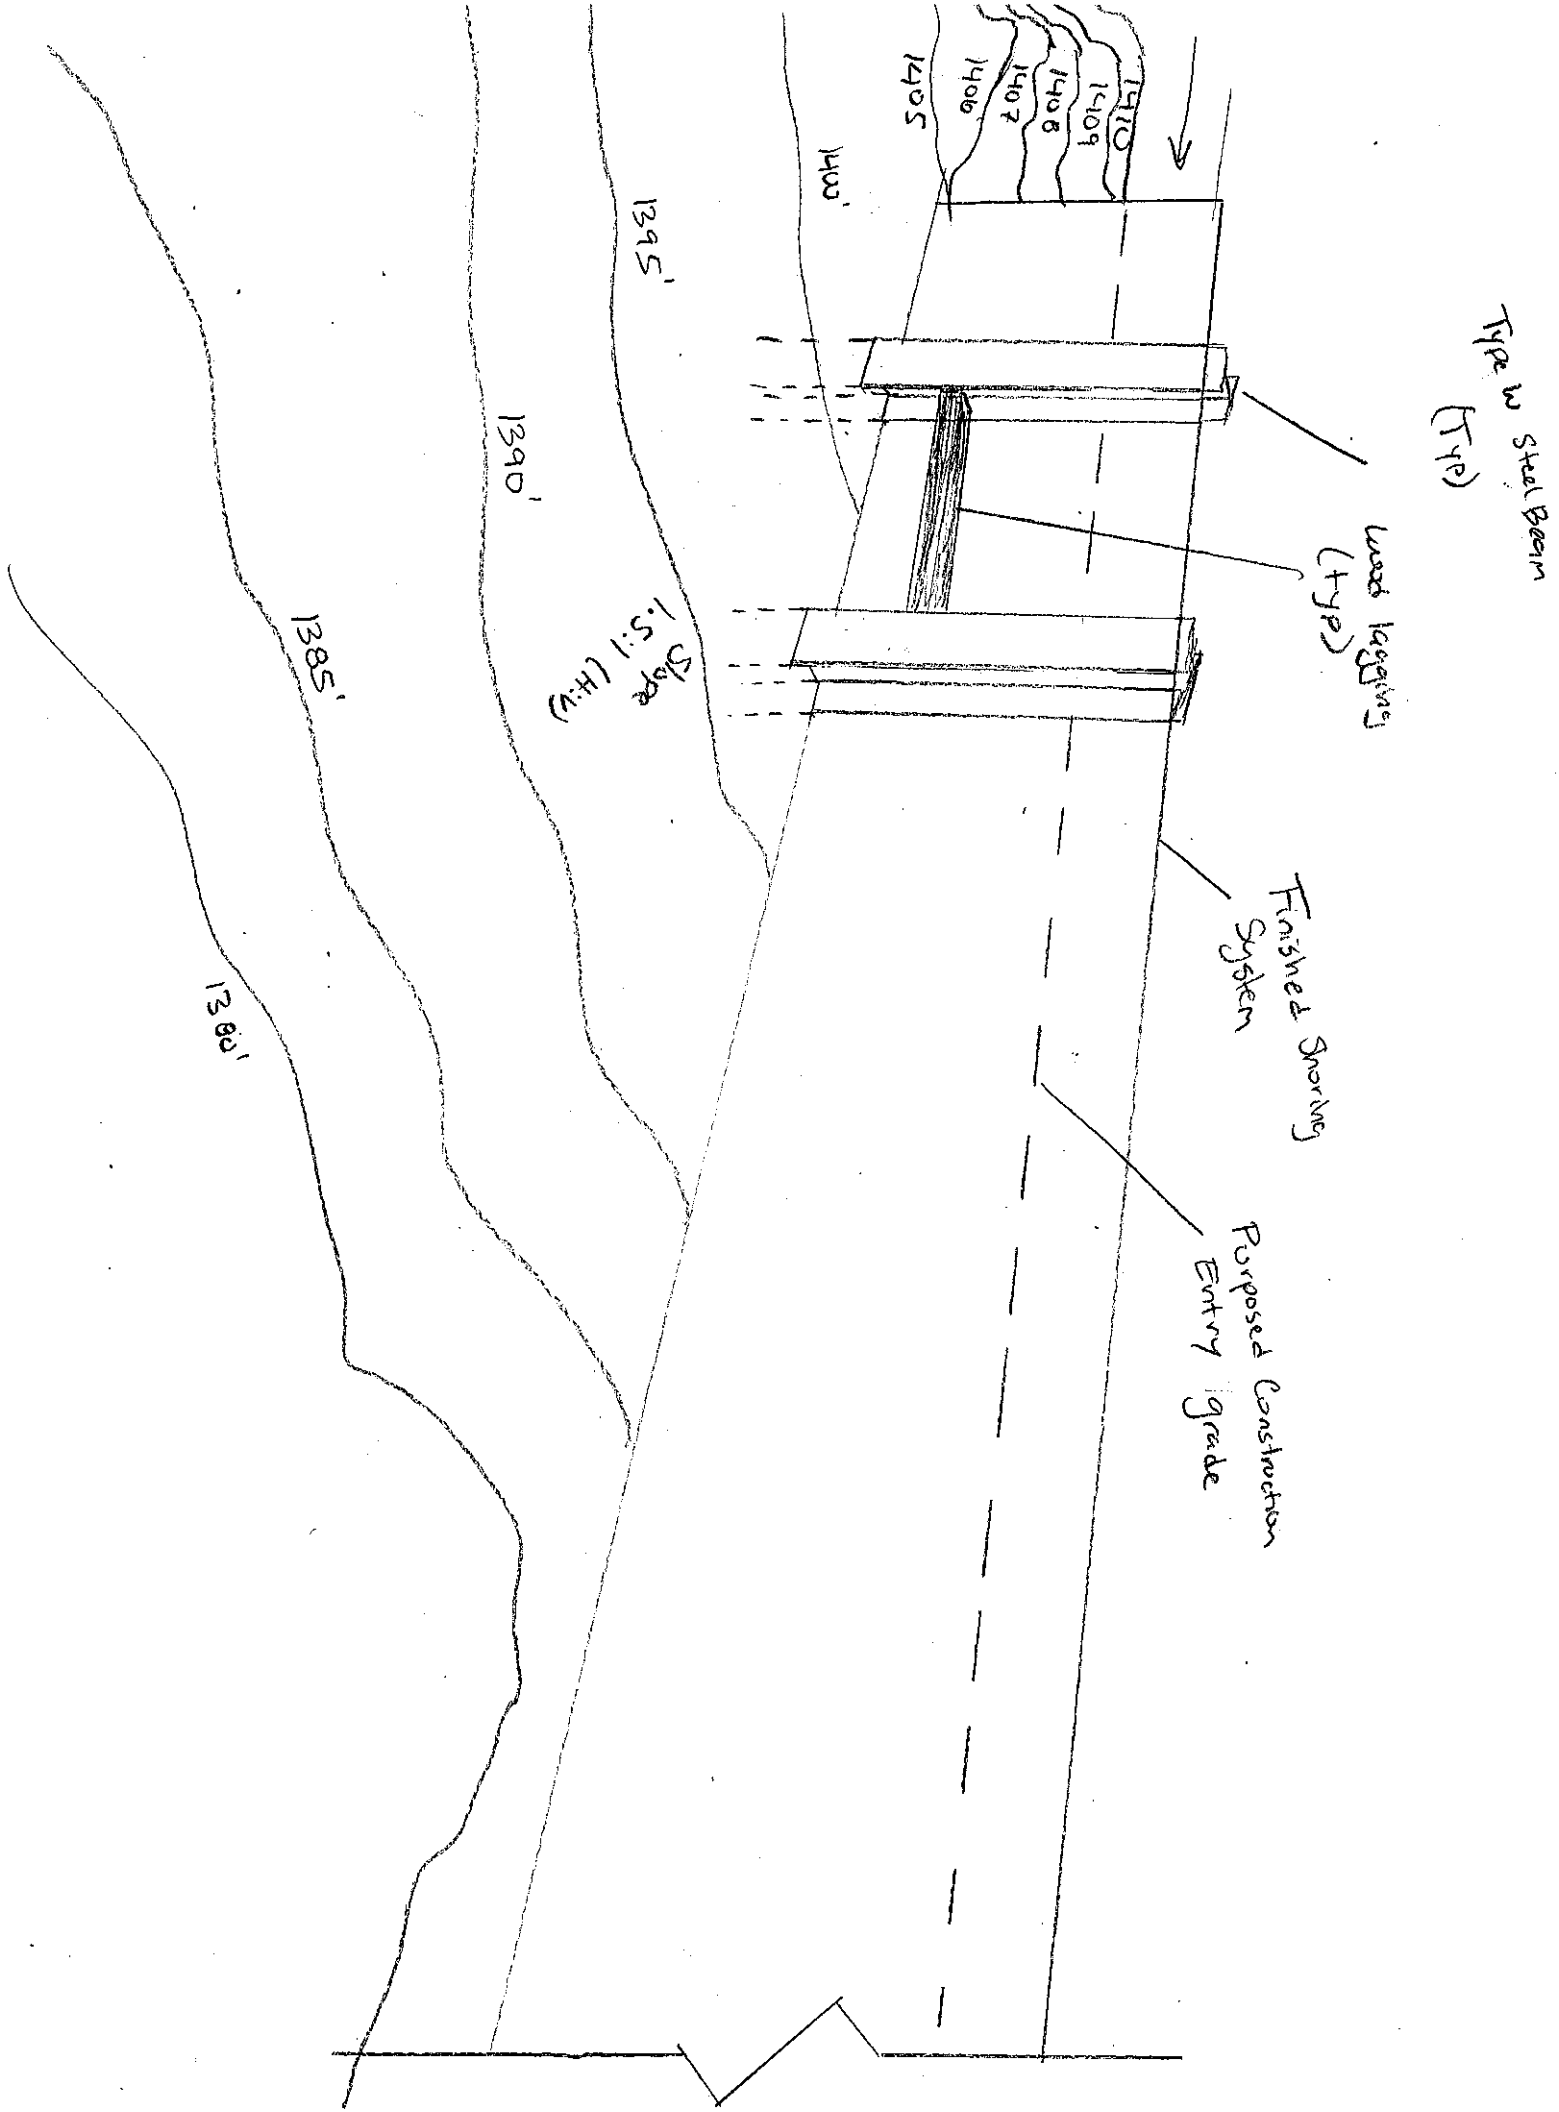 Type W Steel Beam
(Typ)
Wood lagging
(typ)
Finished Shoring
System
Purposed Construction
Entry grade
1410
1409
1408
1407
1406
1405
1400'
1395'
1390'
1385'
1380'
Slope
1.5:1 (H:V)